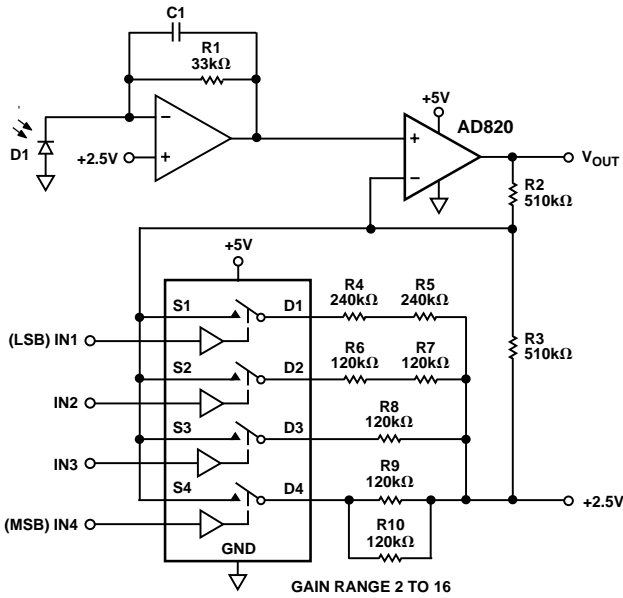 C1
R1
33kΩ
+5V
AD820
D1
−
+
+2.5V
+
−
VOUT
R2
510kΩ
+5V
R4
240kΩ
R5
240kΩ
S1
D1
(LSB) IN1
R6
120kΩ
R7
120kΩ
R3
510kΩ
S2
D2
IN2
R8
120kΩ
S3
D3
IN3
R9
120kΩ
S4
D4
+2.5V
(MSB) IN4
R10
120kΩ
GND
GAIN RANGE 2 TO 16